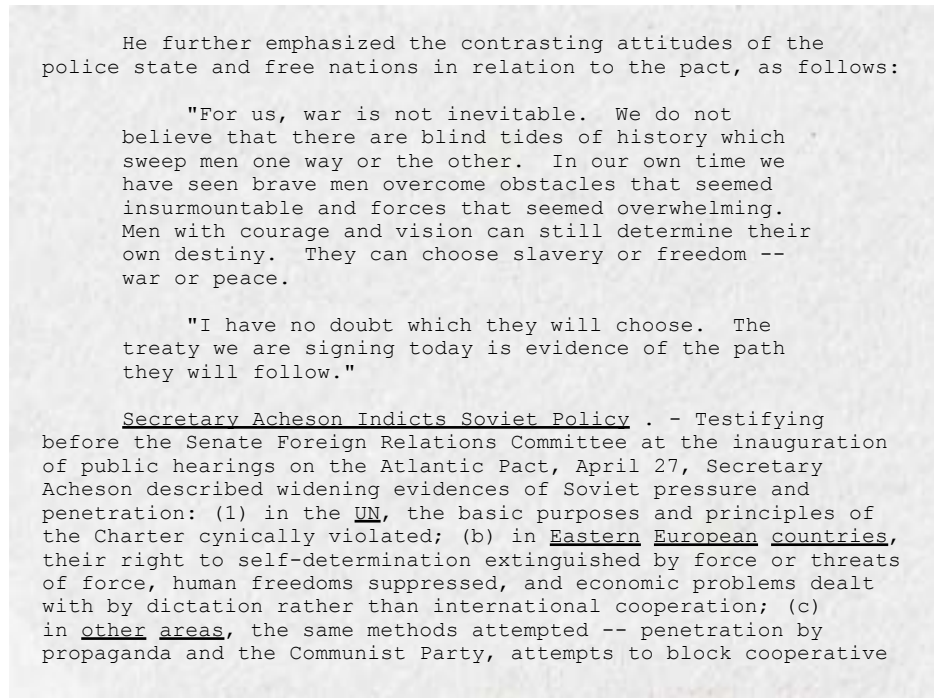 He further emphasized the contrasting attitudes of the
police state and free nations in relation to the pact, as follows:
"For us, war is not inevitable. We do not
believe that there are blind tides of history which
sweep men one way or the other. In our own time we
have seen brave men overcome obstacles that seemed
insurmountable and forces that seemed overwhelming.
Men with courage and vision can still determine their
own destiny. They can choose slavery or freedom --
war or peace.
"I have no doubt which they will choose. The
treaty we are signing today is evidence of the path
they will follow."
Secretary Acheson Indicts Soviet Policy . - Testifying
before the Senate Foreign Relations Committee at the inauguration
of public hearings on the Atlantic Pact, April 27, Secretary
Acheson described widening evidences of Soviet pressure and
penetration: (1) in the UN, the basic purposes and principles of
the Charter cynically violated; (b) in Eastern European countries,
their right to self-determination extinguished by force or threats
of force, human freedoms suppressed, and economic problems dealt
with by dictation rather than international cooperation; (c)
in other areas, the same methods attempted -- penetration by
propaganda and the Communist Party, attempts to block cooperative